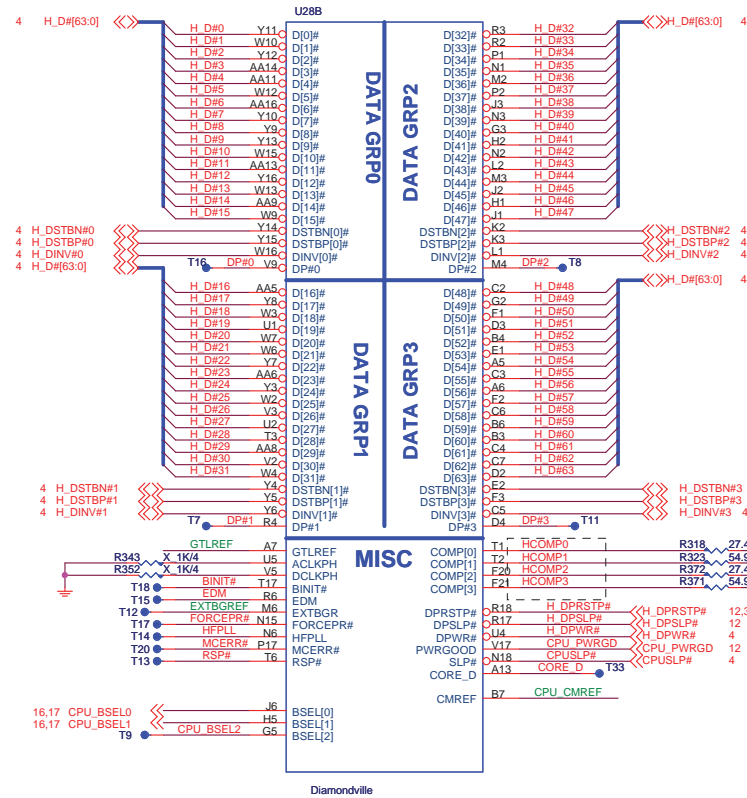 U28B
4 H_D#[63:0] H_D#[63:0] 4
H_D#0 Y11 D[0]# D[32]# R3 H_D#32
H_D#1 W10 D[1]# D[33]# R2 H_D#33
H_D#2 Y12 D[2]# D[34]# P1 H_D#34
H_D#3 AA14 D[3]# D[35]# N1 H_D#35
H_D#4 AA11 D[4]# D[36]# M2 H_D#36
H_D#5 W12 D[5]# D[37]# P2 H_D#37
H_D#6 AA16 D[6]# D[38]# J3 H_D#38
H_D#7 Y10 D[7]# D[39]# N3 H_D#39
H_D#8 Y9 D[8]# D[40]# G3 H_D#40
H_D#9 Y13 D[9]# D[41]# H2 H_D#41
H_D#10 W15 D[10]# D[42]# N2 H_D#42
H_D#11 AA13 D[11]# D[43]# L2 H_D#43
H_D#12 Y16 D[12]# D[44]# M3 H_D#44
H_D#13 W13 D[13]# D[45]# J2 H_D#45
H_D#14 AA9 D[14]# D[46]# H1 H_D#46
H_D#15 W9 D[15]# D[47]# J1 H_D#47
DATA GRP0
DATA GRP2
4 H_DSTBN#0 Y14 DSTBN[0]# DSTBN[2]# K2 H_DSTBN#2 4
4 H_DSTBP#0 Y15 DSTBP[0]# DSTBP[2]# K3 H_DSTBP#2 4
4 H_DINV#0 W16 DINV[0]# DINV[2]# L1 H_DINV#2 4
4 H_D#[63:0] T16 DP#0 V9 DP#0 DP#2 M4 DP#2 T8
H_D#[63:0] 4
H_D#16 AA5 D[16]# D[48]# C2 H_D#48
H_D#17 Y8 D[17]# D[49]# G2 H_D#49
H_D#18 W3 D[18]# D[50]# F1 H_D#50
H_D#19 U1 D[19]# D[51]# D3 H_D#51
H_D#20 W7 D[20]# D[52]# B4 H_D#52
H_D#21 W6 D[21]# D[53]# E1 H_D#53
H_D#22 Y7 D[22]# D[54]# A5 H_D#54
H_D#23 AA6 D[23]# D[55]# C3 H_D#55
H_D#24 Y3 D[24]# D[56]# A6 H_D#56
H_D#25 W2 D[25]# D[57]# F2 H_D#57
H_D#26 V3 D[26]# D[58]# C6 H_D#58
H_D#27 U2 D[27]# D[59]# B6 H_D#59
H_D#28 T3 D[28]# D[60]# B3 H_D#60
H_D#29 AA8 D[29]# D[61]# C4 H_D#61
H_D#30 V2 D[30]# D[62]# C7 H_D#62
H_D#31 W4 D[31]# D[63]# D2 H_D#63
DATA GRP1
DATA GRP3
4 H_DSTBN#1 Y4 DSTBN[1]# DSTBN[3]# E2 H_DSTBN#3
4 H_DSTBP#1 Y5 DSTBP[1]# DSTBP[3]# F3 H_DSTBP#3
4 H_DINV#1 Y6 DINV[1]# DINV[3]# C5 H_DINV#3 4
T7 DP#1 R4 DP#1 DP#3 D4 DP#3 T11
MISC
GTLREF A7 GTLREF COMP[0] T1 HCOMP0 R318 27.4
R343 X_1K/4 U5 ACLKPH COMP[1] T2 HCOMP1 R323 54.9
R352 X_1K/4 V5 DCLKPH COMP[2] F20 HCOMP2 R372 27.4
T18 BINIT# T17 BINIT# COMP[3] F21 HCOMP3 R371 54.9
T15 EDM R6 EDM
T12 EXTBGREF M6 EXTBGR DPRSTP# R18 H_DPRSTP# H_DPRSTP# 12,3
T17 FORCEPR# N15 FORCEPR# DPSLP# R17 H_DPSLP# H_DPSLP# 12
T14 HFPLL N6 HFPLL DPWR# U4 H_DPWR# H_DPWR# 4
T20 MCERR# P17 MCERR# PWRGOOD V17 CPU_PWRGD CPU_PWRGD 12
T13 RSP# T6 RSP# SLP# N18 CPUSLP# CPUSLP# 4
CORE_D A13 CORE_D T33
CMREF B7 CPU_CMREF
16,17 CPU_BSEL0 J6 BSEL[0]
16,17 CPU_BSEL1 H5 BSEL[1]
T9 CPU_BSEL2 G5 BSEL[2]
Diamondville